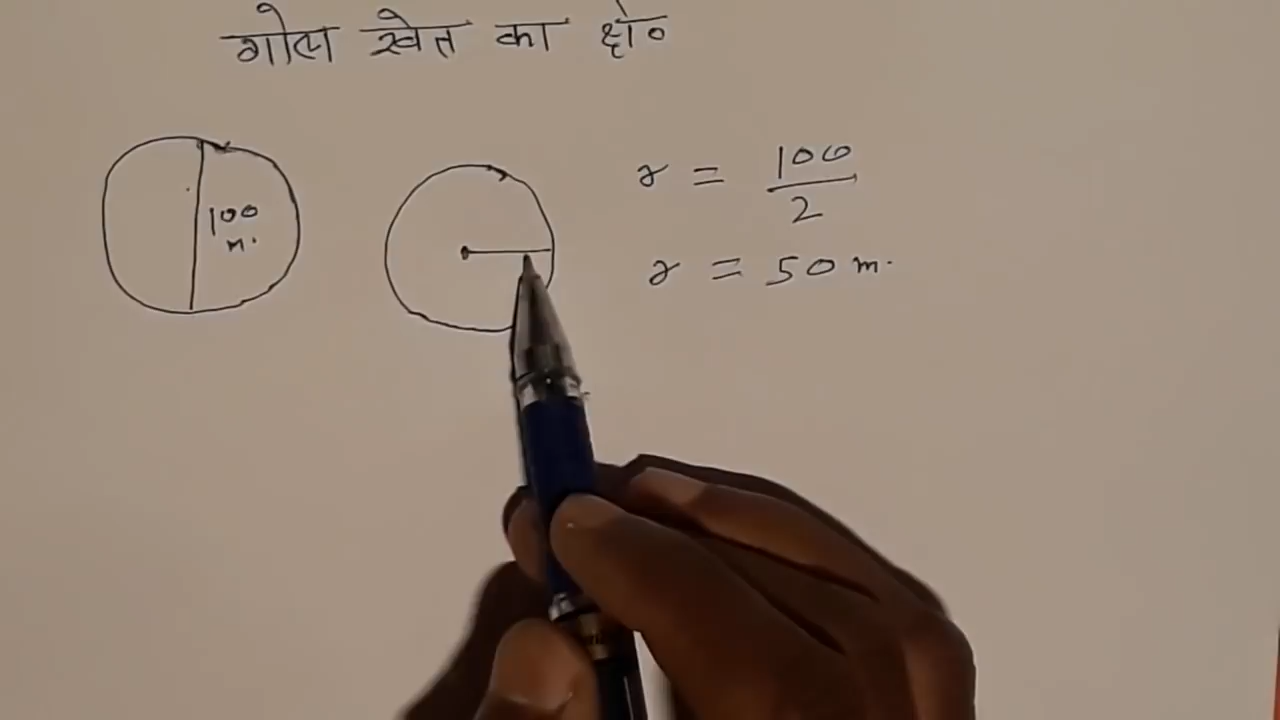 गोल खेत का क्षे०
100
m.
r = 100/2
r = 50 m.